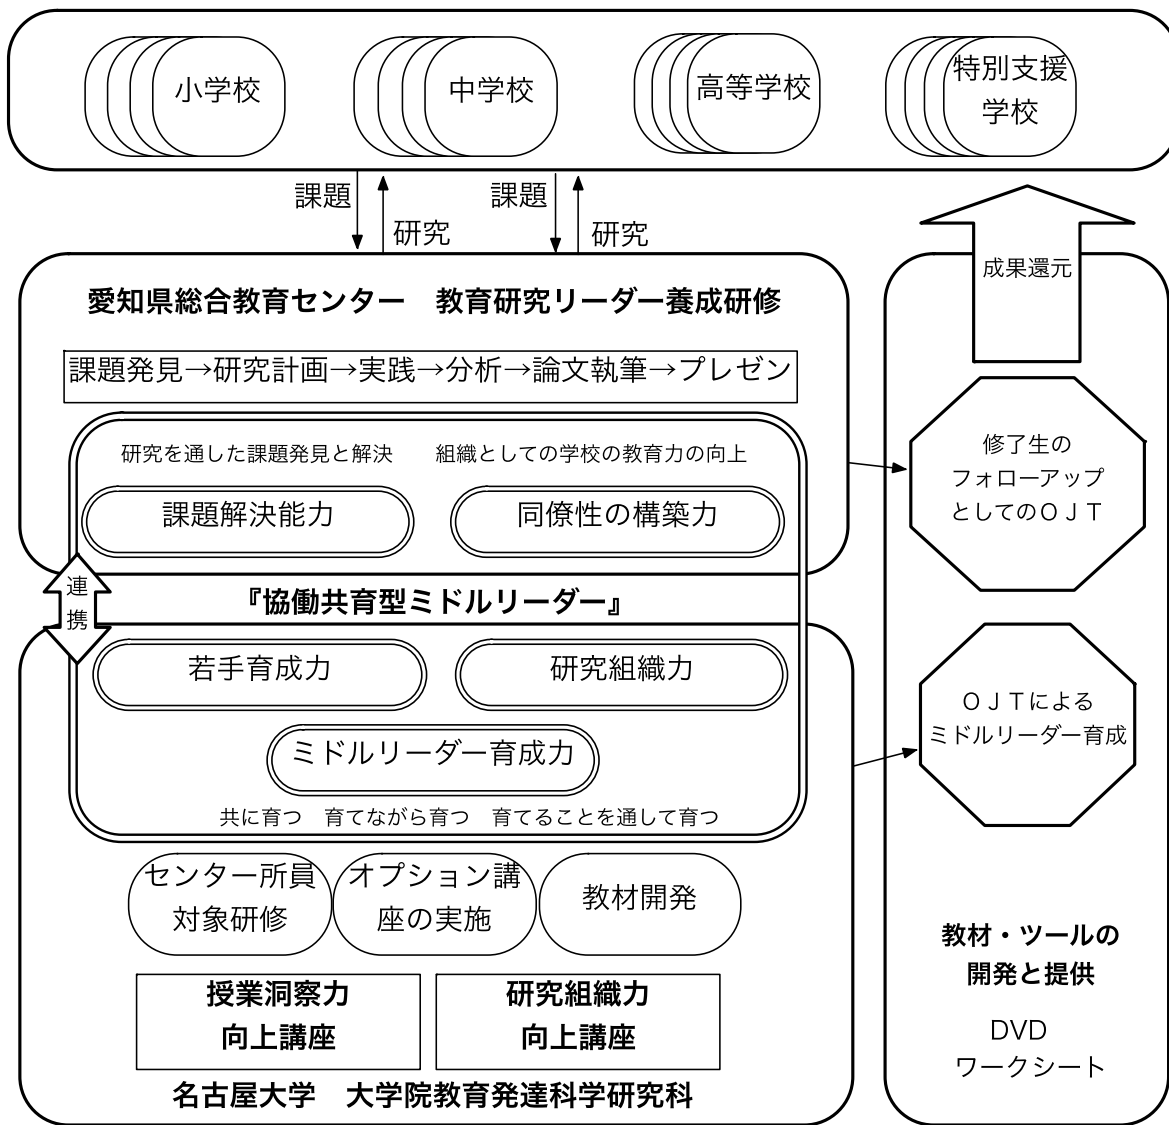 小学校
中学校
高等学校
特別支援
学校
課題
研究
課題
研究
成果還元
愛知県総合教育センター　教育研究リーダー養成研修
課題発見→研究計画→実践→分析→論文執筆→プレゼン
研究を通した課題発見と解決
組織としての学校の教育力の向上
課題解決能力
同僚性の構築力
修了生の
フォローアップ
としてのＯＪＴ
連
携
『協働共育型ミドルリーダー』
若手育成力
研究組織力
ミドルリーダー育成力
共に育つ　育てながら育つ　育てることを通して育つ
ＯＪＴによる
ミドルリーダー育成
センター所員
対象研修
オプション講
座の実施
教材開発
授業洞察力
向上講座
研究組織力
向上講座
名古屋大学　大学院教育発達科学研究科
教材・ツールの
開発と提供
DVD
ワークシート